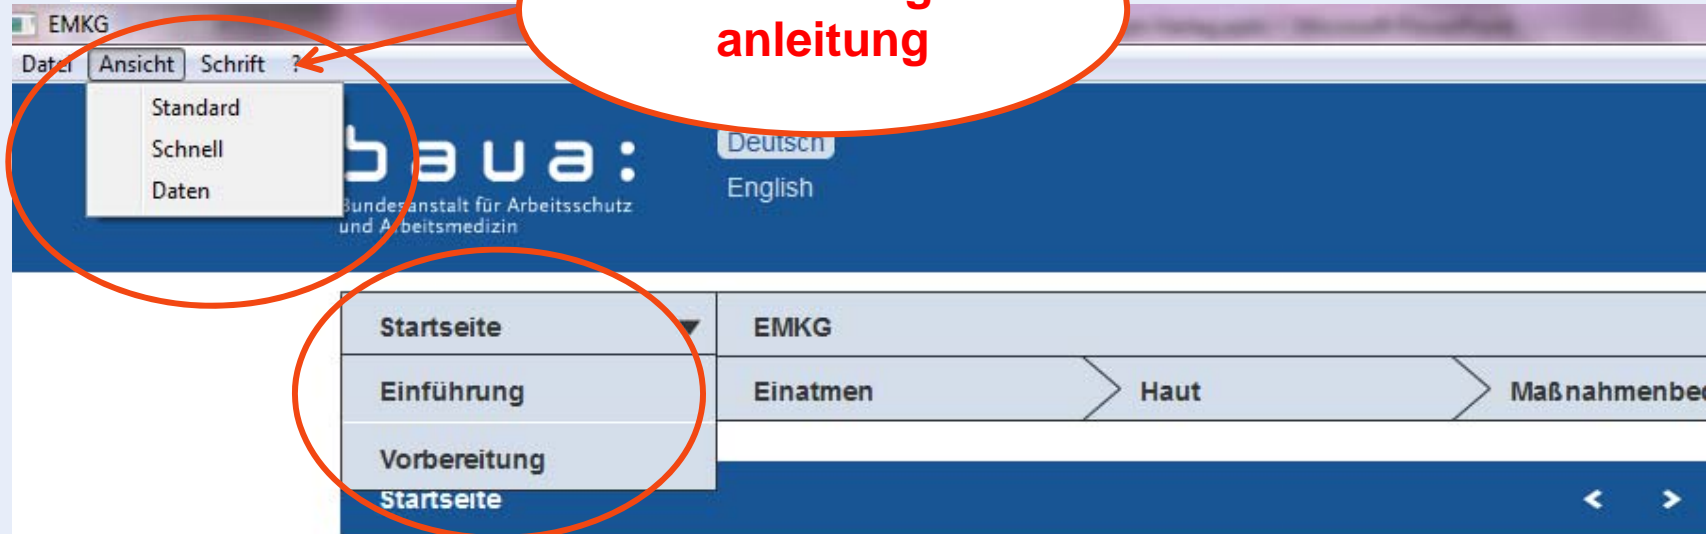 EMKG
anleitung
Datei Ansicht Schrift ?
Standard
Schnell
Daten
baua:
Bundesanstalt für Arbeitsschutz
und Arbeitsmedizin
Deutsch
English
Startseite EMKG
Einführung Einatmen Haut
Vorbereitung
Startseite < >